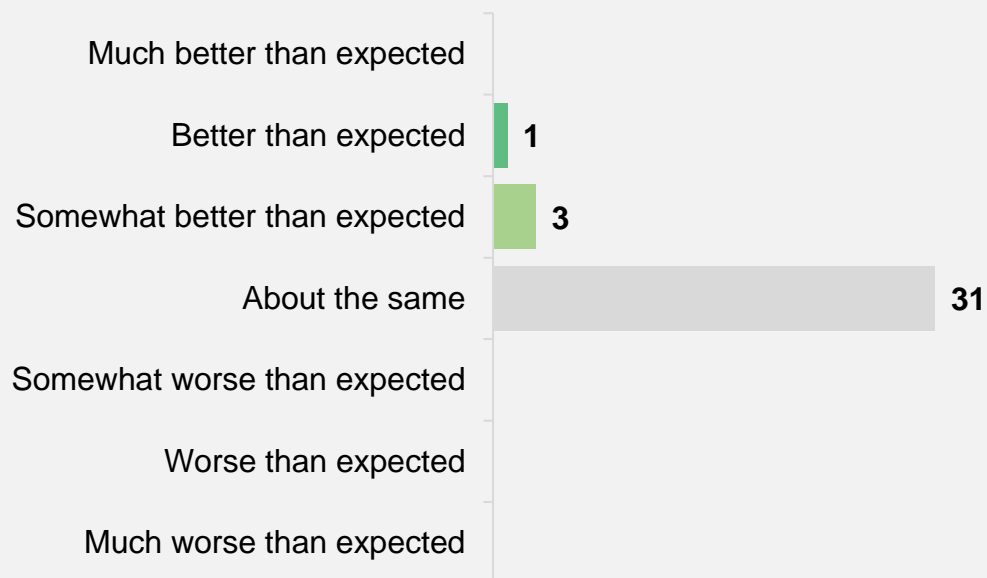 Much better than expected
Better than expected 1
Somewhat better than expected 3
About the same 31
Somewhat worse than expected
Worse than expected
Much worse than expected